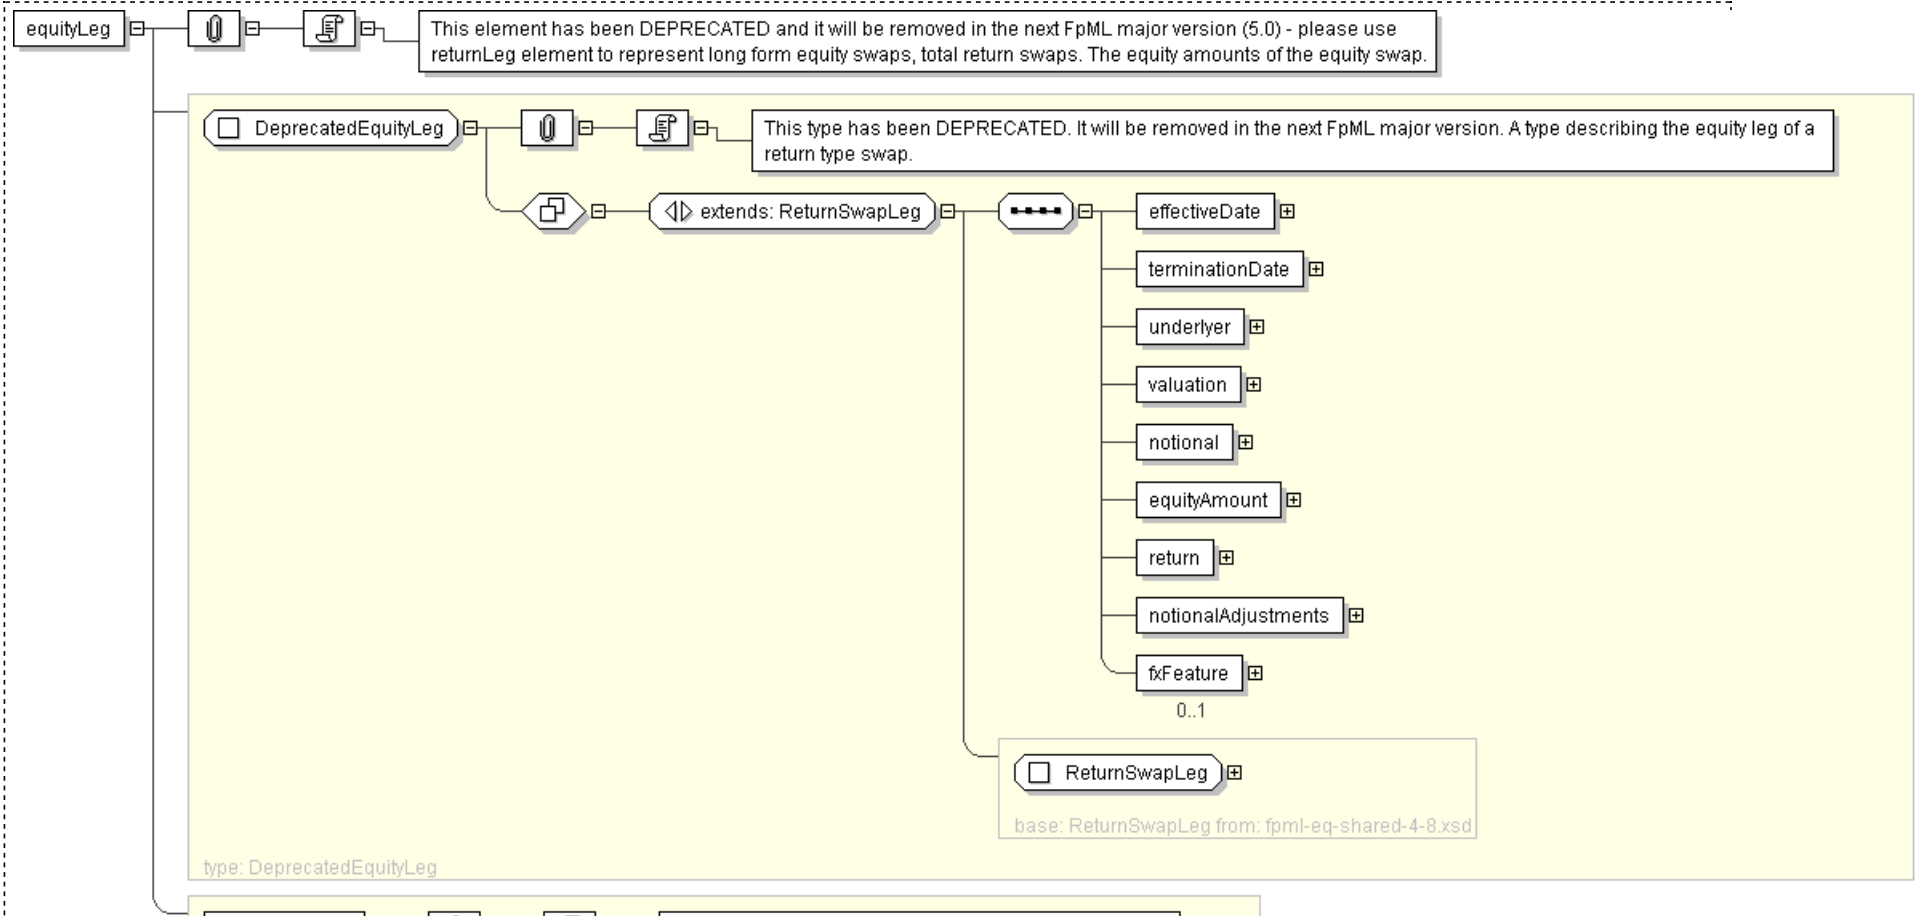 equityLeg
This element has been DEPRECATED and it will be removed in the next FpML major version (5.0) - please use
returnLeg element to represent long form equity swaps, total return swaps. The equity amounts of the equity swap.
DeprecatedEquityLeg
This type has been DEPRECATED. It will be removed in the next FpML major version. A type describing the equity leg of a
return type swap.
extends: ReturnSwapLeg
effectiveDate
terminationDate
underlyer
valuation
notional
equityAmount
return
notionalAdjustments
fxFeature
0..1
ReturnSwapLeg
base: ReturnSwapLeg from: fpml-eq-shared-4-8.xsd
type: DeprecatedEquityLeg